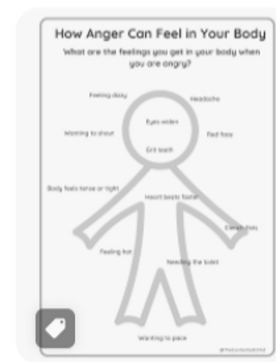 How Anger Can Feel in Your Body
What are the feelings you get in your body when
you are angry?
Feeling dizzy
Headache
Eyes widen
Wanting to shout
Red face
Grit teeth
Body feels tense or tight
Heart beats faster
Clench fists
Feeling hot
Needing the toilet
Wanting to pace